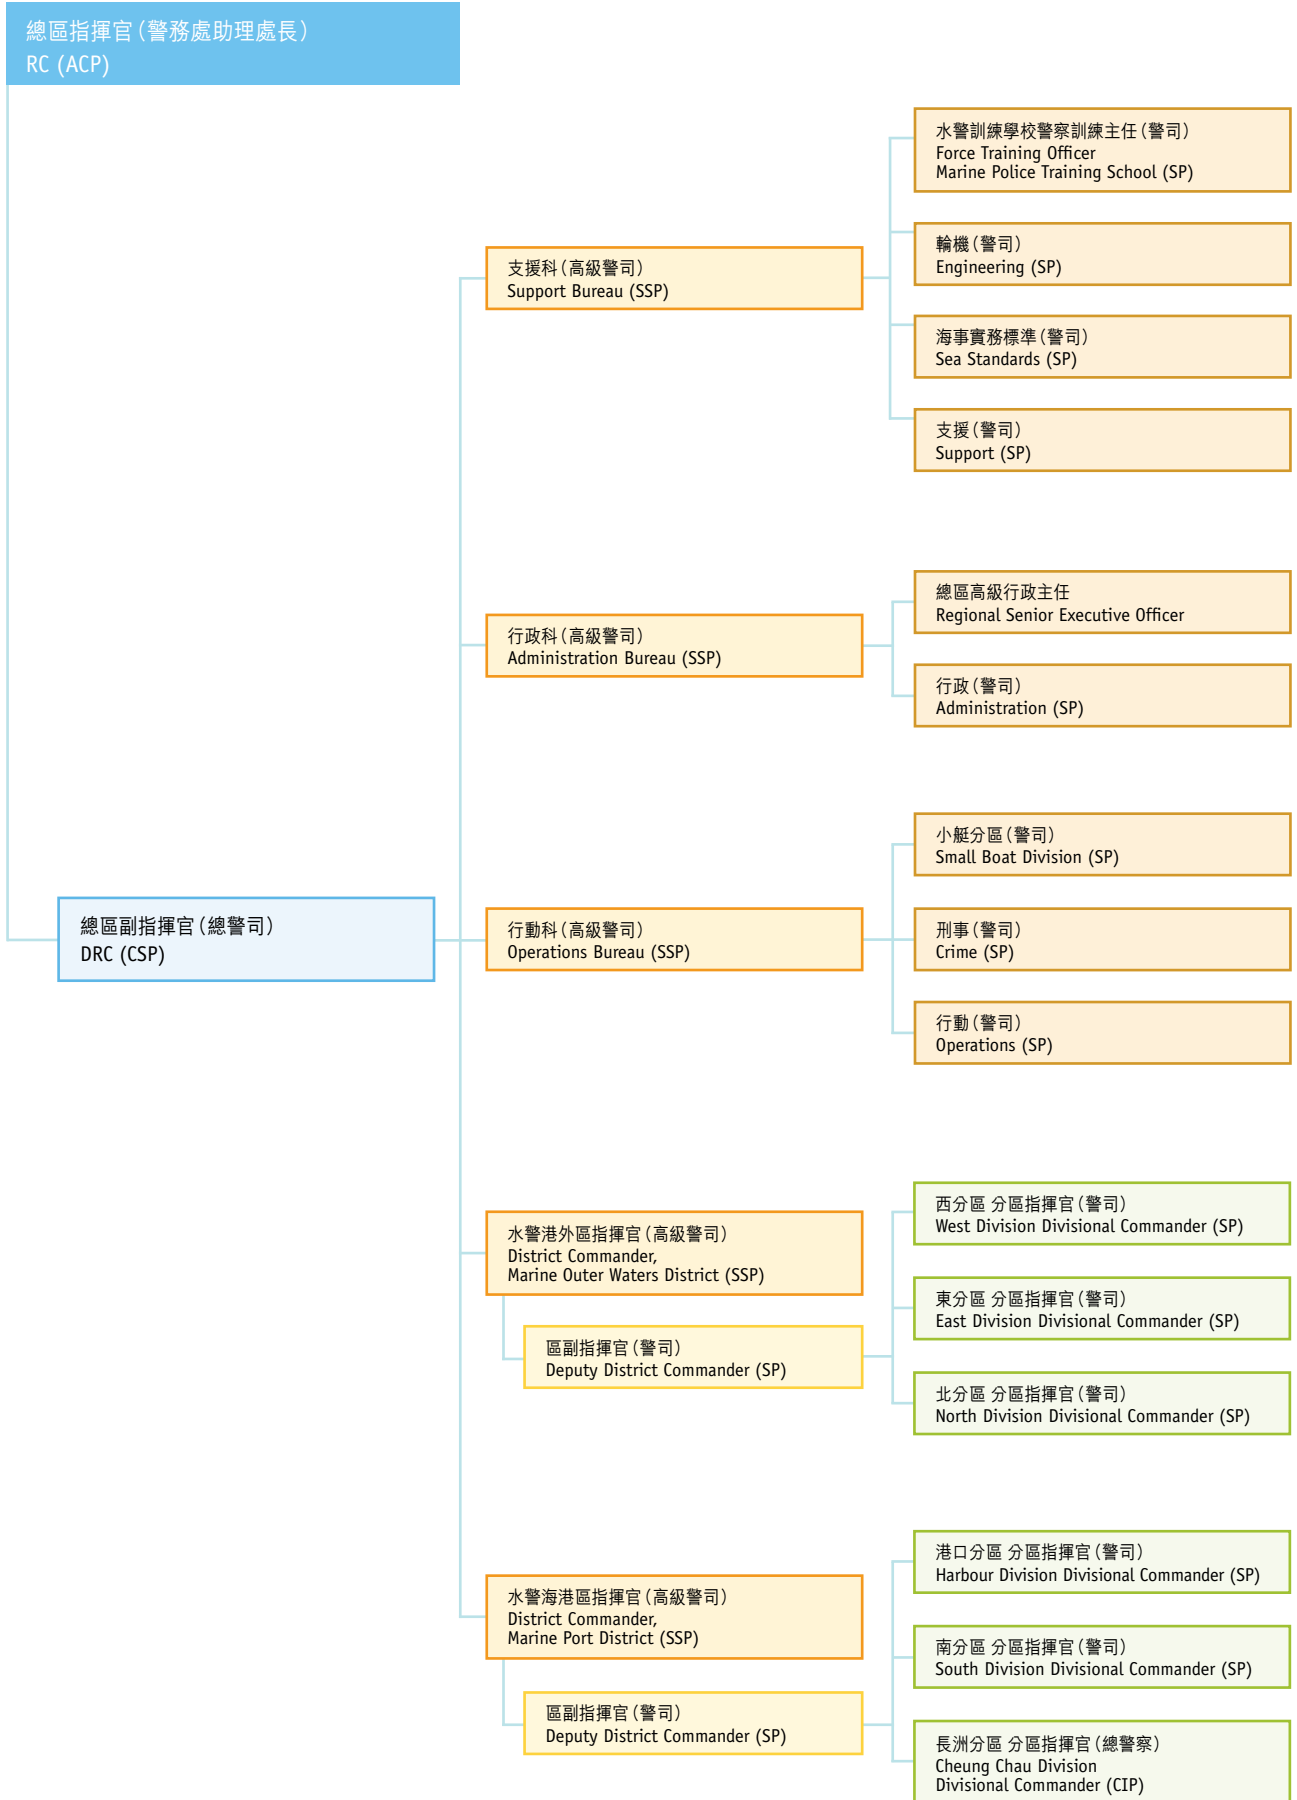 總區指揮官（警務處助理處長）
RC (ACP)
水警訓練學校警察訓練主任（警司）
Force Training Officer
Marine Police Training School (SP)
輪機（警司）
Engineering (SP)
支援科（高級警司）
Support Bureau (SSP)
海事實務標準（警司）
Sea Standards (SP)
支援（警司）
Support (SP)
總區高級行政主任
Regional Senior Executive Officer
行政科（高級警司）
Administration Bureau (SSP)
行政（警司）
Administration (SP)
小艇分區（警司）
Small Boat Division (SP)
總區副指揮官（總警司）
DRC (CSP)
行動科（高級警司）
Operations Bureau (SSP)
刑事（警司）
Crime (SP)
行動（警司）
Operations (SP)
西分區 分區指揮官（警司）
West Division Divisional Commander (SP)
水警港外區指揮官（高級警司）
District Commander,
Marine Outer Waters District (SSP)
東分區 分區指揮官（警司）
East Division Divisional Commander (SP)
區副指揮官（警司）
Deputy District Commander (SP)
北分區 分區指揮官（警司）
North Division Divisional Commander (SP)
港口分區 分區指揮官（警司）
Harbour Division Divisional Commander (SP)
水警海港區指揮官（高級警司）
District Commander,
Marine Port District (SSP)
南分區 分區指揮官（警司）
South Division Divisional Commander (SP)
區副指揮官（警司）
Deputy District Commander (SP)
長洲分區 分區指揮官（總警察）
Cheung Chau Division
Divisional Commander (CIP)